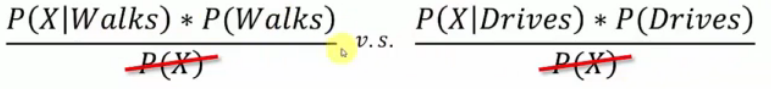 P(X|Walks) * P(Walks)
P(X)
v.s.
P(X|Drives) * P(Drives)
P(X)